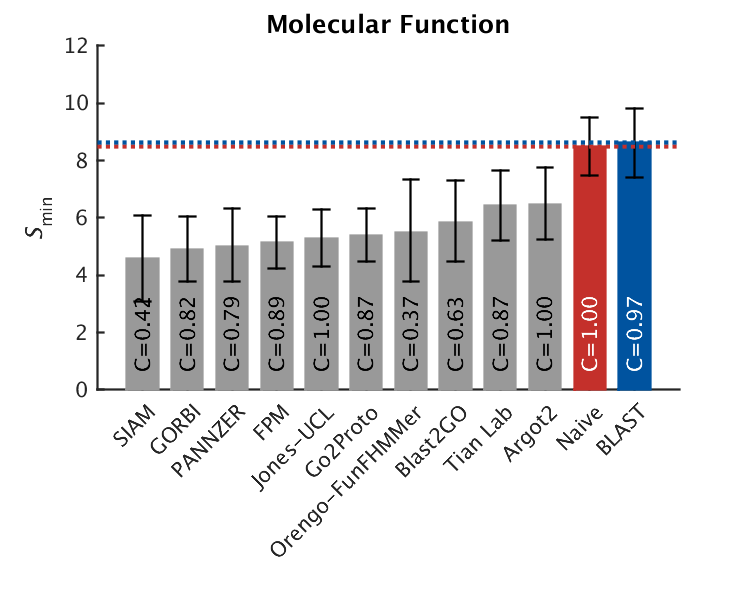 Molecular Function
12
10
8
6
4
2
0
Smin
C=0.42
C=0.82
C=0.79
C=0.89
C=1.00
C=0.87
C=0.37
C=0.63
C=0.87
C=1.00
C=1.00
C=0.97
SIAM
GORBI
PANNZER
FPM
Jones-UCL
Go2Proto
Orengo-FunFHMMer
Blast2GO
Tian Lab
Argot2
Naive
BLAST